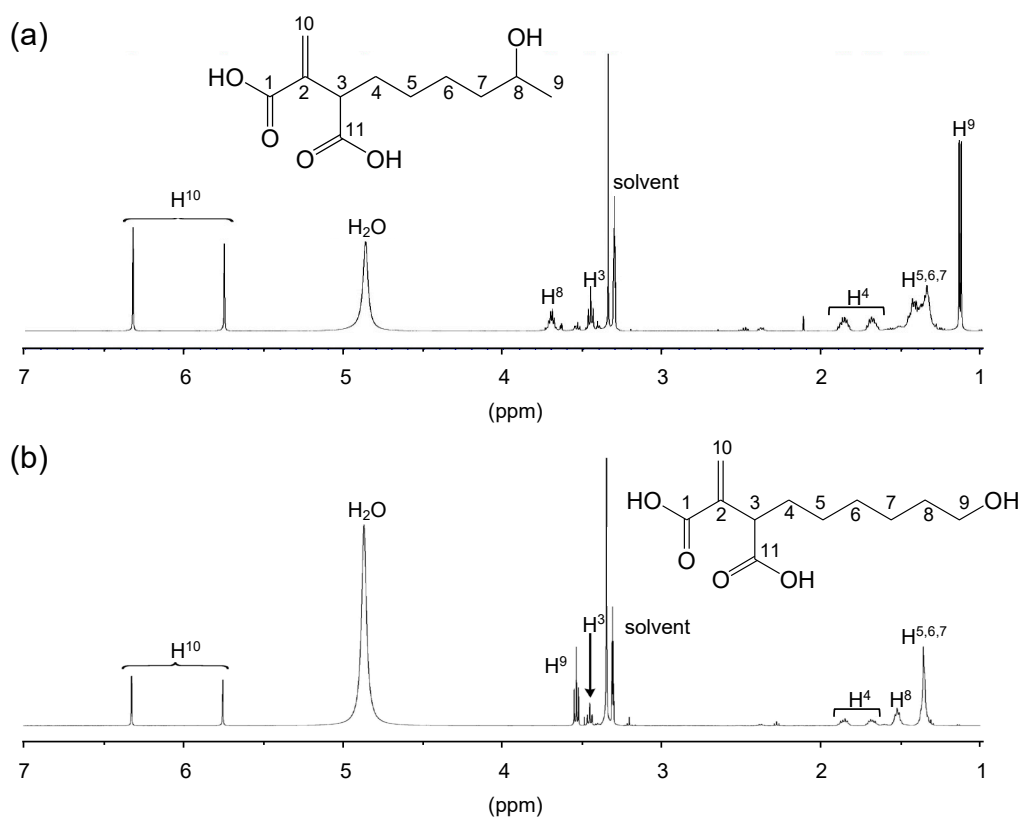 (a)
10
OH
HO
1
2
3
4
5
6
7
8
9
O
11
O
OH
H⁹
solvent
H¹⁰
H₂O
H⁸
H³
H⁴
H⁵,⁶,⁷
7 6 5 4 3 2 1
(ppm)
(b)
10
HO
1
2
3
4
5
6
7
8
9
OH
O
11
O
OH
H₂O
H³
solvent
H¹⁰
H⁹
H⁴
H⁸
H⁵,⁶,⁷
7 6 5 4 3 2 1
(ppm)